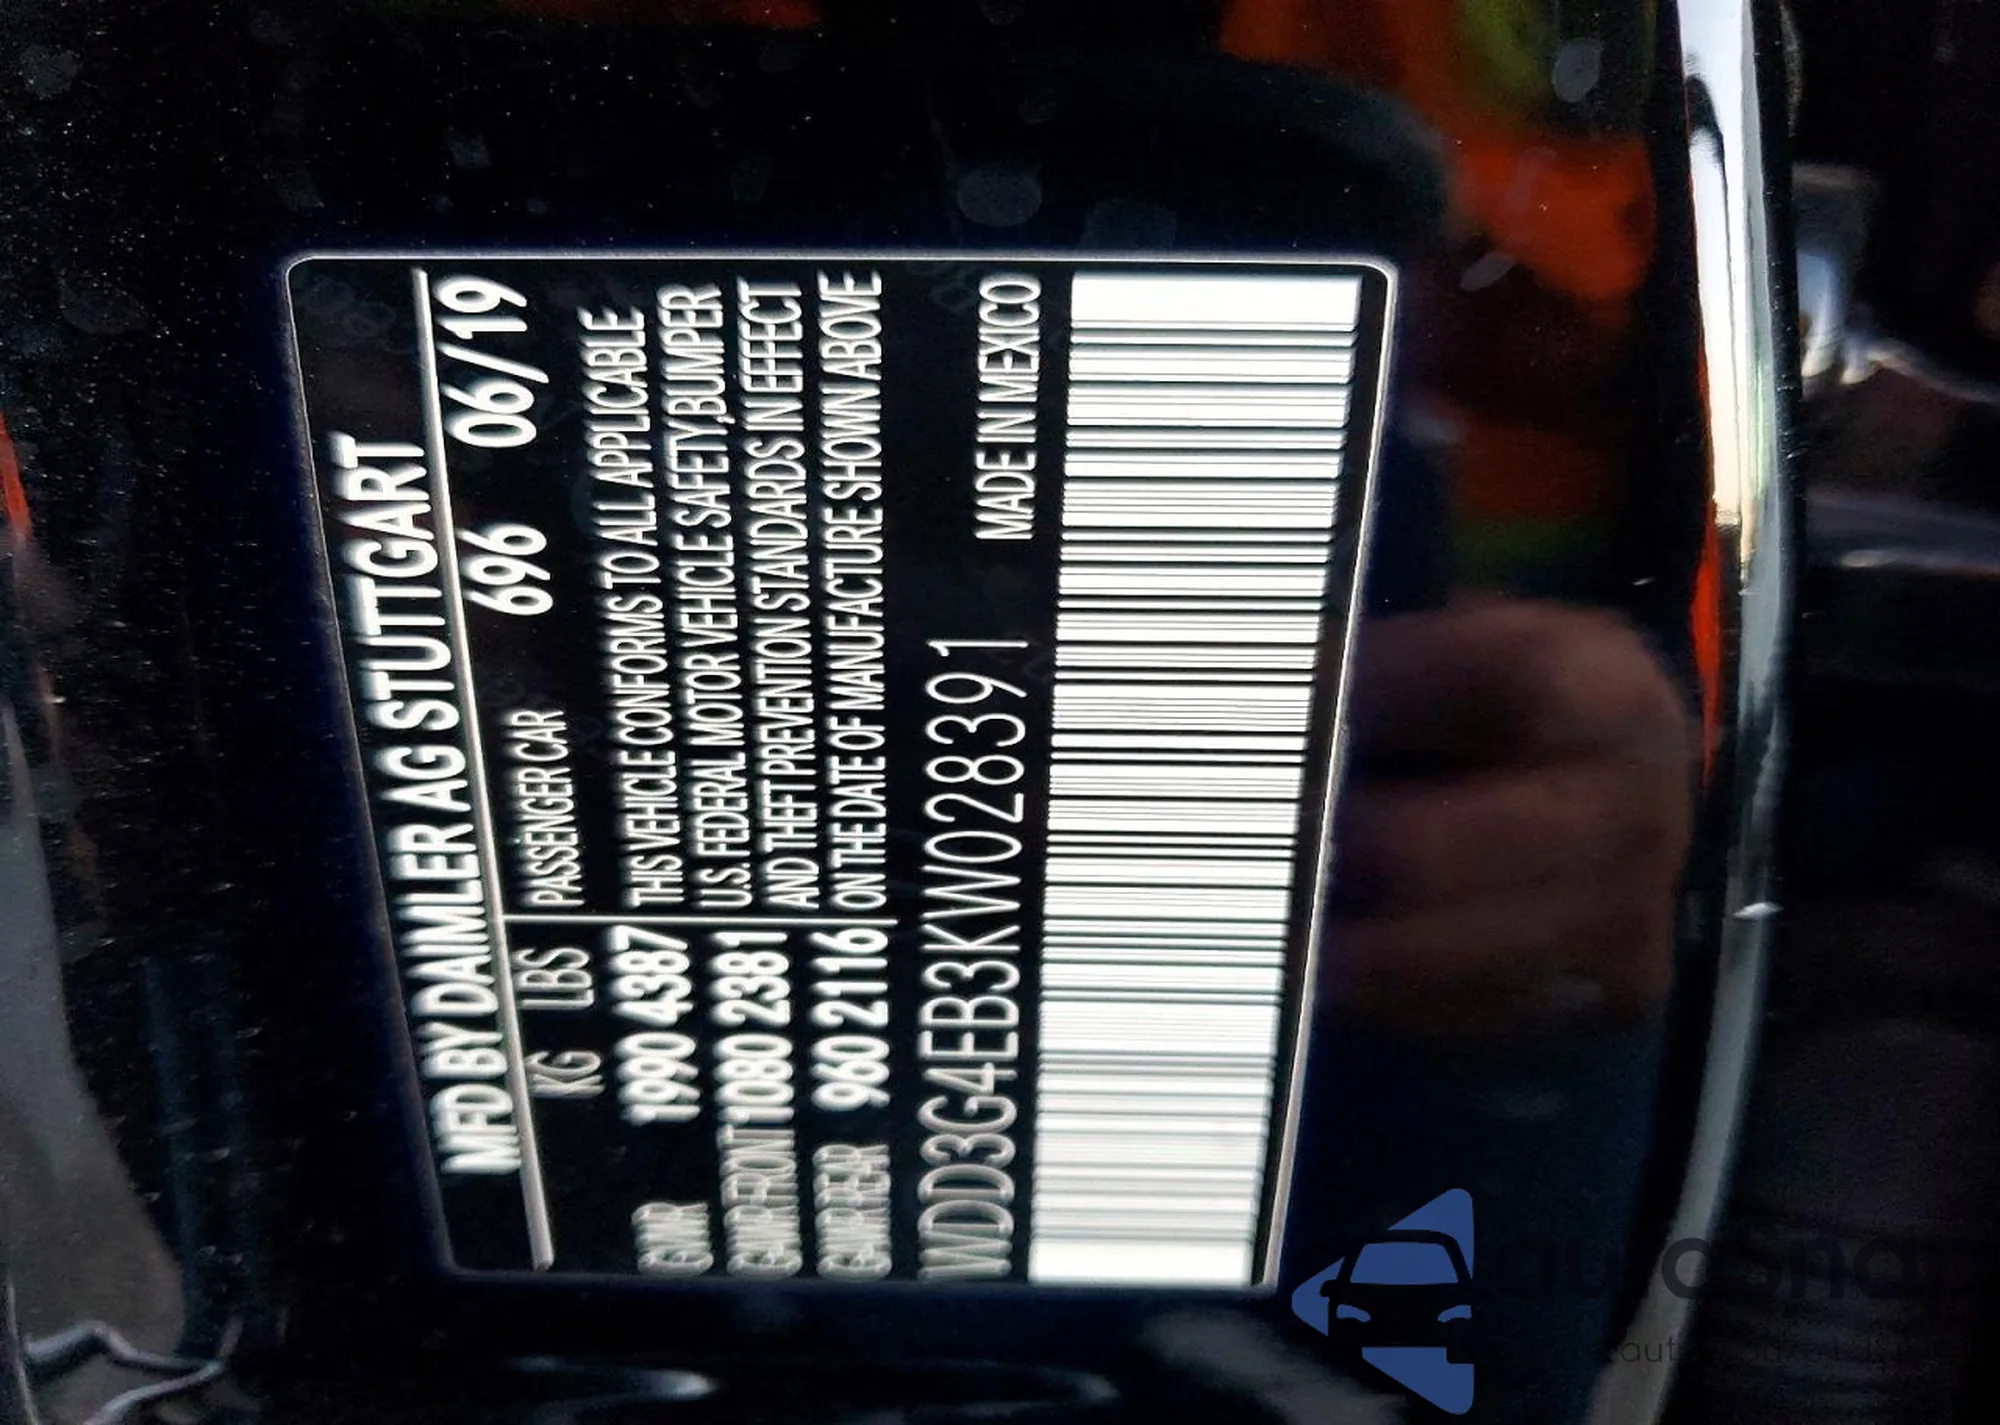 MFD BY DAIMLER AG STUTTGART
KG LBS PASSENGER CAR 696 06/19
GVWR 1990 4387 THIS VEHICLE CONFORMS TO ALL APPLICABLE
GAWR FRONT 1080 2381 U.S. FEDERAL MOTOR VEHICLE SAFETY,BUMPER
AND THEFT PREVENTION STANDARDS IN EFFECT
GAWR REAR 960 2116 ON THE DATE OF MANUFACTURE SHOWN ABOVE
MADE IN MEXICO
WDD3G4EB3KW028391